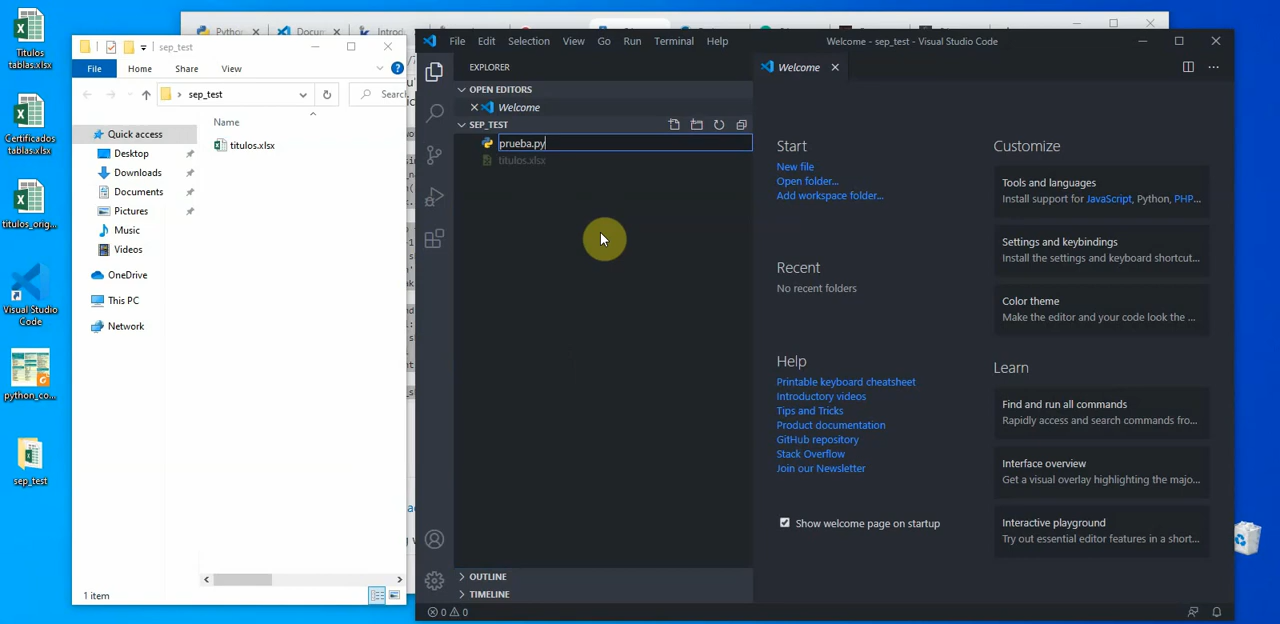 Titulos
tablas.xlsx
Certificados
tablas.xlsx
titulos_orig...
Visual Studio
Code
python_co...
sep_test
Pytho
Docum
Introd
sep_test
File
Home
Share
View
sep_test
Searc
Quick access
Desktop
Downloads
Documents
Pictures
Music
Videos
OneDrive
This PC
Network
Name
titulos.xlsx
1 item
File Edit Selection View Go Run Terminal Help
Welcome - sep_test - Visual Studio Code
EXPLORER
OPEN EDITORS
Welcome
SEP_TEST
prueba.py
titulos.xlsx
OUTLINE
TIMELINE
0 0
Welcome
Start
New file
Open folder...
Add workspace folder...
Recent
No recent folders
Help
Printable keyboard cheatsheet
Introductory videos
Tips and Tricks
Product documentation
GitHub repository
Stack Overflow
Join our Newsletter
Show welcome page on startup
Customize
Tools and languages
Install support for JavaScript, Python, PHP...
Settings and keybindings
Install the settings and keyboard shortcut...
Color theme
Make the editor and your code look the ...
Learn
Find and run all commands
Rapidly access and search commands fro...
Interface overview
Get a visual overlay highlighting the majo...
Interactive playground
Try out essential editor features in a short...